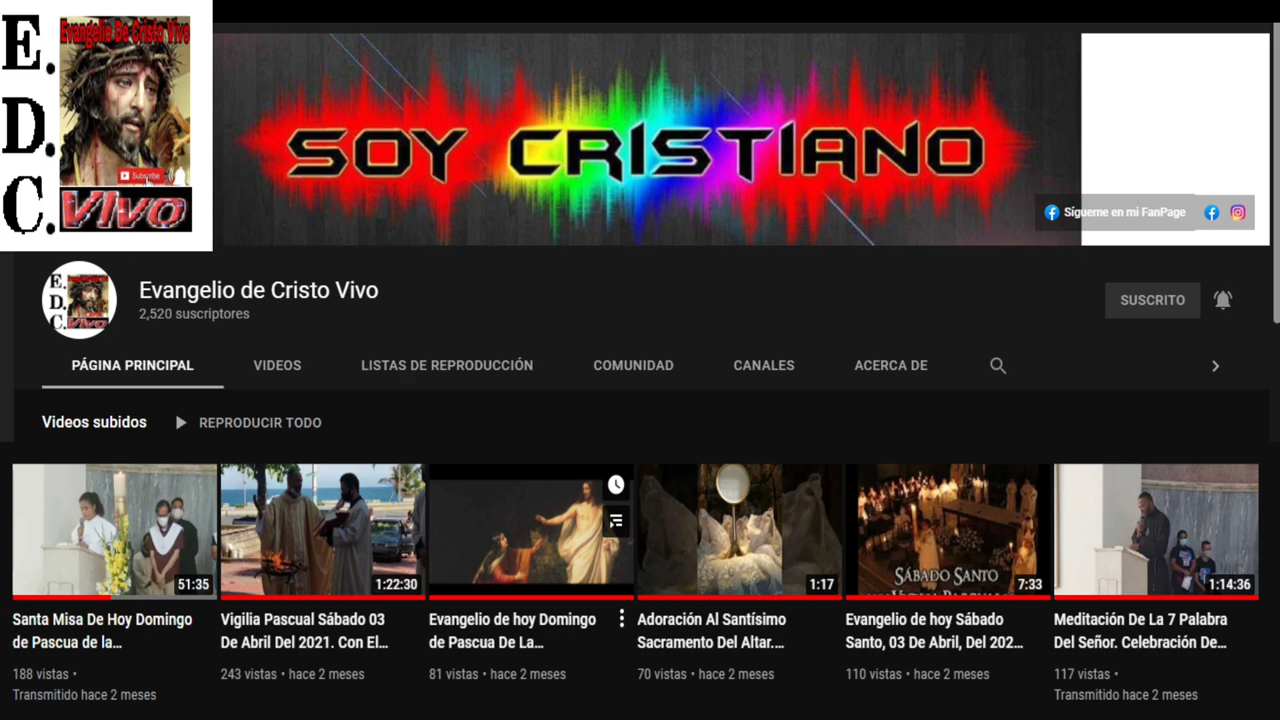 E.
D.
C.
Evangelio De Cristo Vivo
Subscribe
Vivo
SOY CRISTIANO
Sígueme en mi FanPage
E.
D.
C.
Vivo
Evangelio de Cristo Vivo
2,520 suscriptores
SUSCRITO
PÁGINA PRINCIPAL VIDEOS LISTAS DE REPRODUCCIÓN COMUNIDAD CANALES ACERCA DE
Videos subidos REPRODUCIR TODO
51:35
1:22:30
1:17
SÁBADO SANTO
7:33
1:14:36
Santa Misa De Hoy Domingo
de Pascua de la...
188 vistas •
Transmitido hace 2 meses
Vigilia Pascual Sábado 03
De Abril Del 2021. Con El...
243 vistas • hace 2 meses
Evangelio de hoy Domingo
de Pascua De La...
81 vistas • hace 2 meses
Adoración Al Santísimo
Sacramento Del Altar....
70 vistas • hace 2 meses
Evangelio de hoy Sábado
Santo, 03 De Abril, Del 202...
110 vistas • hace 2 meses
Meditación De La 7 Palabra
Del Señor. Celebración De...
117 vistas •
Transmitido hace 2 meses